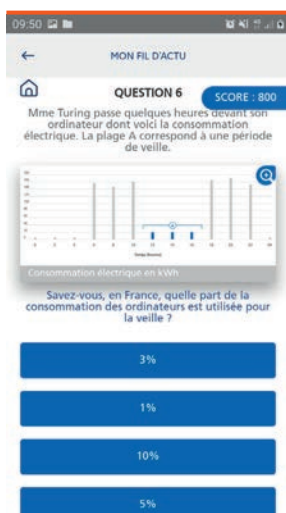 09:50
MON FIL D'ACTU
QUESTION 6
SCORE : 800
Mme Turing passe quelques heures devant son
ordinateur dont voici la consommation
électrique. La plage A correspond à une période
de veille.
Consommation électrique en kWh
Savez-vous, en France, quelle part de la
consommation des ordinateurs est utilisée pour
la veille ?
3%
1%
10%
5%